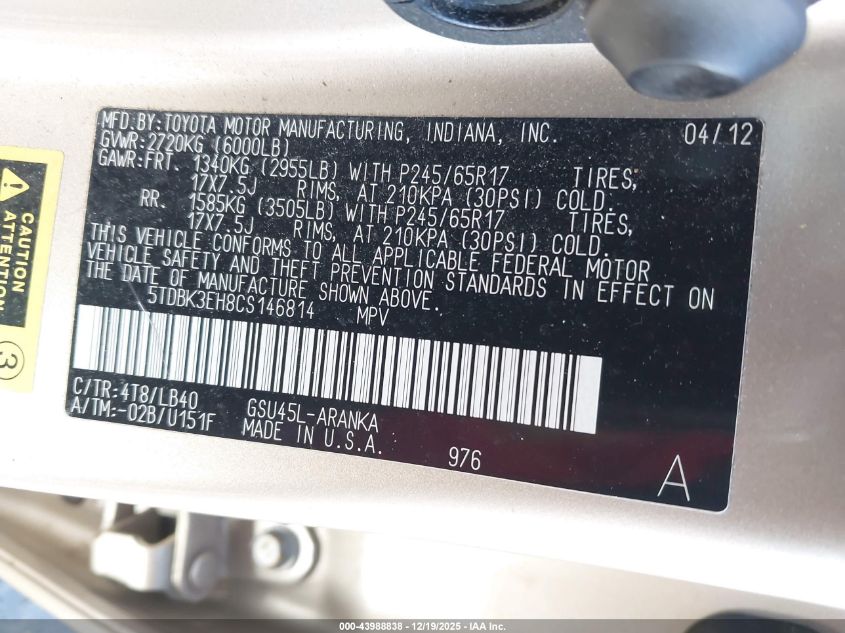 MFD.BY:TOYOTA MOTOR MANUFACTURING, INDIANA, INC. 04/12
GVWR:2720KG (6000LB)
GAWR:FRT. 1340KG (2955LB) WITH P245/65R17 TIRES,
17X7.5J RIMS, AT 210KPA (30PSI) COLD.
RR. 1585KG (3505LB) WITH P245/65R17 TIRES,
17X7.5J RIMS, AT 210KPA (30PSI) COLD.
THIS VEHICLE CONFORMS TO ALL APPLICABLE FEDERAL MOTOR
VEHICLE SAFETY AND THEFT PREVENTION STANDARDS IN EFFECT ON
THE DATE OF MANUFACTURE SHOWN ABOVE.
5TDBK3EH8CS146814 MPV
C/TR:4T8/LB40 GSU45L-ARANKA
A/TM:-02B/U151F MADE IN U.S.A.
976
A
CAUTION
ATTENTION
3
000-43988838 - 12/19/2025 - IAA Inc.